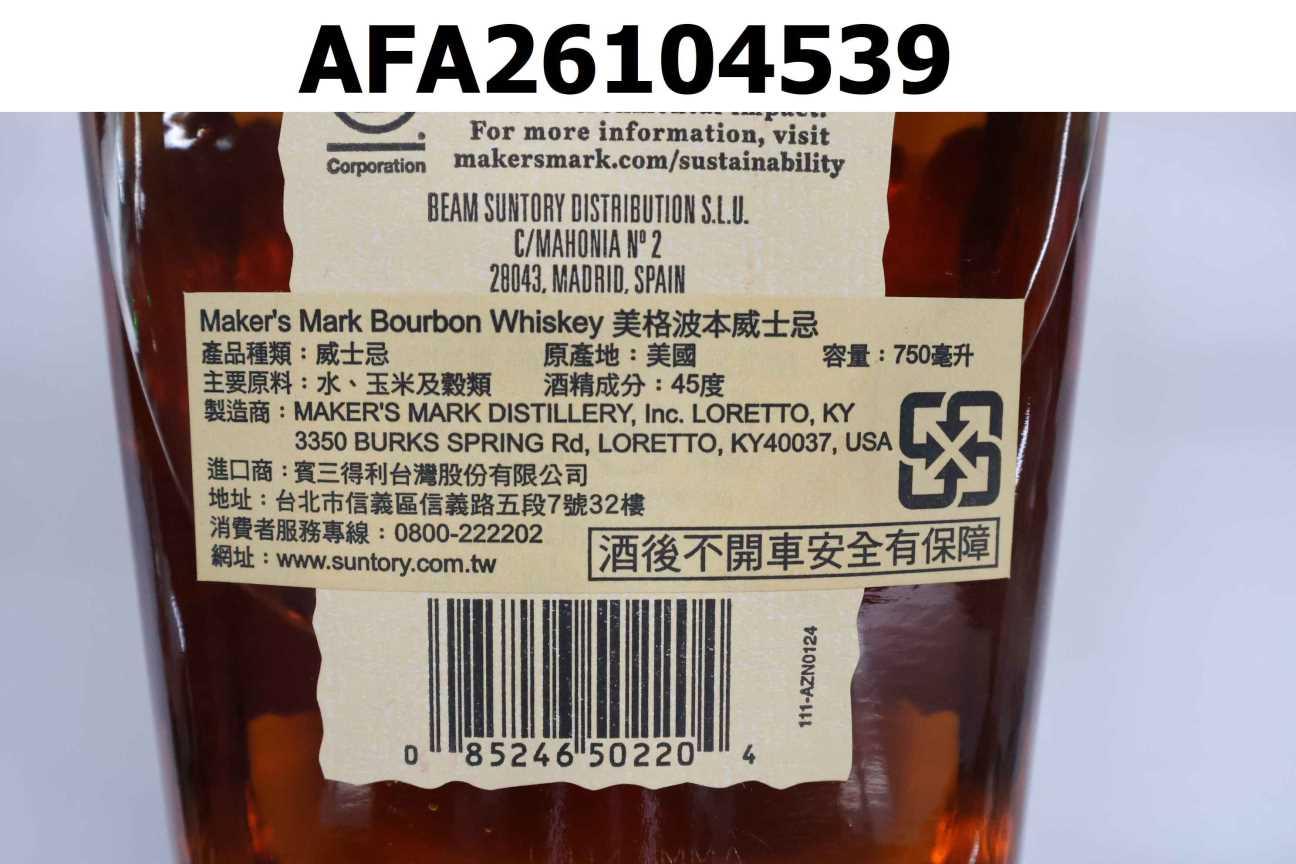 AFA26104539
For more information, visit
makersmark.com/sustainability
Corporation
BEAM SUNTORY DISTRIBUTION S.L.U.
C/MAHONIA Nº 2
28043, MADRID, SPAIN
Maker's Mark Bourbon Whiskey 美格波本威士忌
產品種類：威士忌 原產地：美國 容量：750毫升
主要原料：水、玉米及穀類 酒精成分：45度
製造商：MAKER'S MARK DISTILLERY, Inc. LORETTO, KY
3350 BURKS SPRING Rd, LORETTO, KY40037, USA
進口商：賓三得利台灣股份有限公司
地址：台北市信義區信義路五段7號32樓
消費者服務專線：0800-222202
網址：www.suntory.com.tw
酒後不開車安全有保障
111-AZN0124
0 85246 50220 4